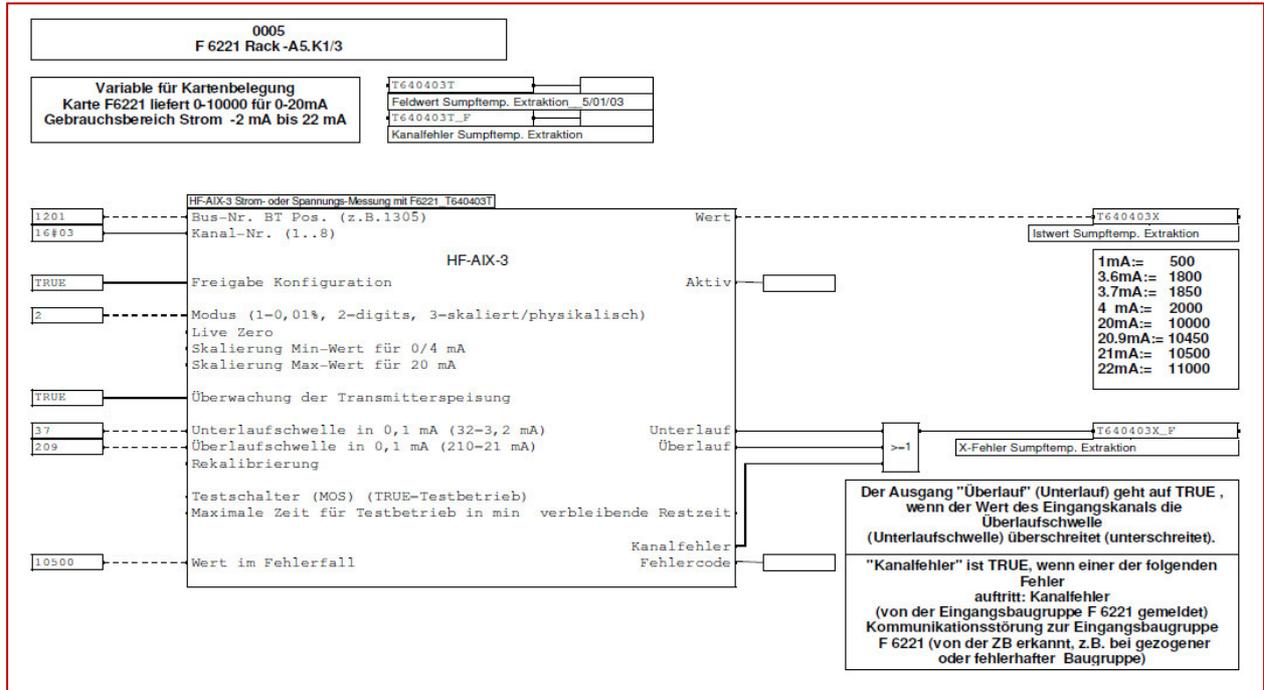 0005
F 6221 Rack -A5.K1/3
Variable für Kartenbelegung
Karte F6221 liefert 0-10000 für 0-20mA
Gebrauchsbereich Strom -2 mA bis 22 mA
T640403T
Feldwert Sumpftemp. Extraktion__5/01/03
T640403T_F
Kanalfehler Sumpftemp. Extraktion
HF-AIX-3 Strom- oder Spannungs-Messung mit F6221_T640403T
1201
Bus-Nr. BT Pos. (z.B.1305)
Wert
T640403X
16#03
Kanal-Nr. (1..8)
Istwert Sumpftemp. Extraktion
HF-AIX-3
TRUE
Freigabe Konfiguration
Aktiv
1mA:= 500
3.6mA:= 1800
3.7mA:= 1850
4 mA:= 2000
20mA:= 10000
20.9mA:= 10450
21mA:= 10500
22mA:= 11000
2
Modus (1-0,01%, 2-digits, 3-skaliert/physikalisch)
Live Zero
Skalierung Min-Wert für 0/4 mA
Skalierung Max-Wert für 20 mA
TRUE
Überwachung der Transmitterspeisung
37
Unterlaufschwelle in 0,1 mA (32-3,2 mA)
Unterlauf
T640403X_F
209
Überlaufschwelle in 0,1 mA (210-21 mA)
Überlauf
>=1
X-Fehler Sumpftemp. Extraktion
Rekalibrierung
Testschalter (MOS) (TRUE-Testbetrieb)
Maximale Zeit für Testbetrieb in min verbleibende Restzeit
Kanalfehler
10500
Wert im Fehlerfall
Fehlercode
Der Ausgang "Überlauf" (Unterlauf) geht auf TRUE ,
wenn der Wert des Eingangskanals die
Überlaufschwelle
(Unterlaufschwelle) überschreitet (unterschreitet).
"Kanalfehler" ist TRUE, wenn einer der folgenden
Fehler
auftritt: Kanalfehler
(von der Eingangsbaugruppe F 6221 gemeldet)
Kommunikationsstörung zur Eingangsbaugruppe
F 6221 (von der ZB erkannt, z.B. bei gezogener
oder fehlerhafter Baugruppe)